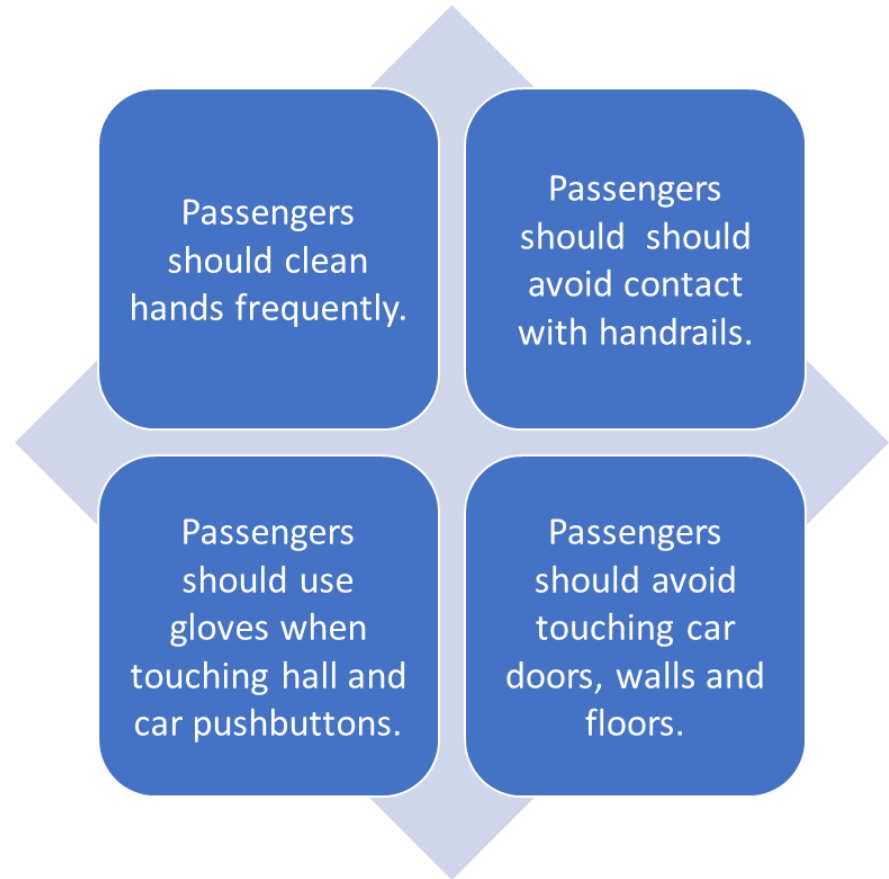 Passengers
should clean
hands frequently.
Passengers
should  should
avoid contact
with handrails.
Passengers
should use
gloves when
touching hall and
car pushbuttons.
Passengers
should avoid
touching car
doors, walls and
floors.